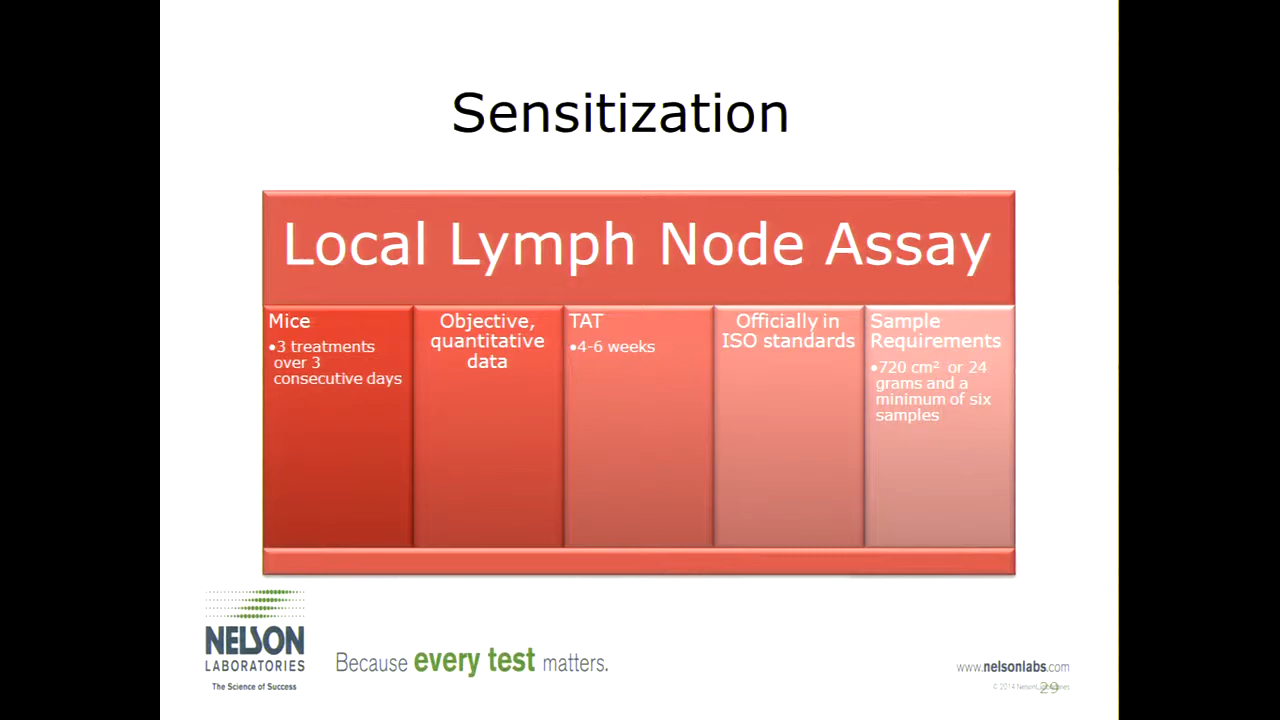 Sensitization
Local Lymph Node Assay
Mice
•3 treatments
over 3
consecutive days
Objective,
quantitative
data
TAT
•4-6 weeks
Officially in
ISO standards
Sample
Requirements
•720 cm² or 24
grams and a
minimum of six
samples
NELSON
LABORATORIES
The Science of Success
Because every test matters.
www.nelsonlabs.com
© 2014 NelsonLaboratories
29